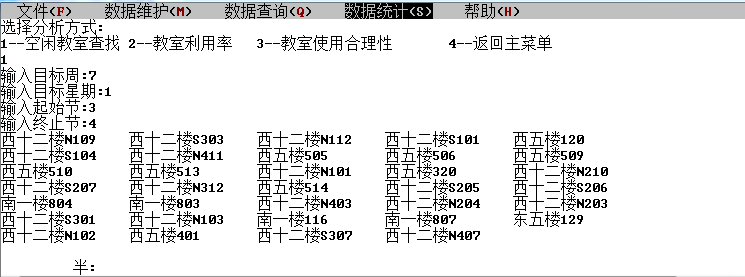 文件(F) 数据维护(M) 数据查询(Q) 数据统计(S) 帮助(H)
选择分析方式:
1--空闲教室查找 2--教室利用率 3--教室使用合理性 4--返回主菜单
1
输入目标周:7
输入目标星期:1
输入起始节:3
输入终止节:4
西十二楼N109 西十二楼S303 西十二楼N112 西十二楼S101 西五楼120
西十二楼S104 西十二楼N411 西五楼505 西五楼506 西五楼509
西五楼510 西五楼513 西十二楼N101 西五楼320 西十二楼N210
西十二楼S207 西十二楼N312 西五楼514 西十二楼S205 西十二楼S206
南一楼804 南一楼803 西十二楼N403 西十二楼N204 西十二楼N203
西十二楼S301 西十二楼N103 南一楼116 南一楼807 东五楼129
西十二楼N102 西五楼401 西十二楼S307 西十二楼N407
半: